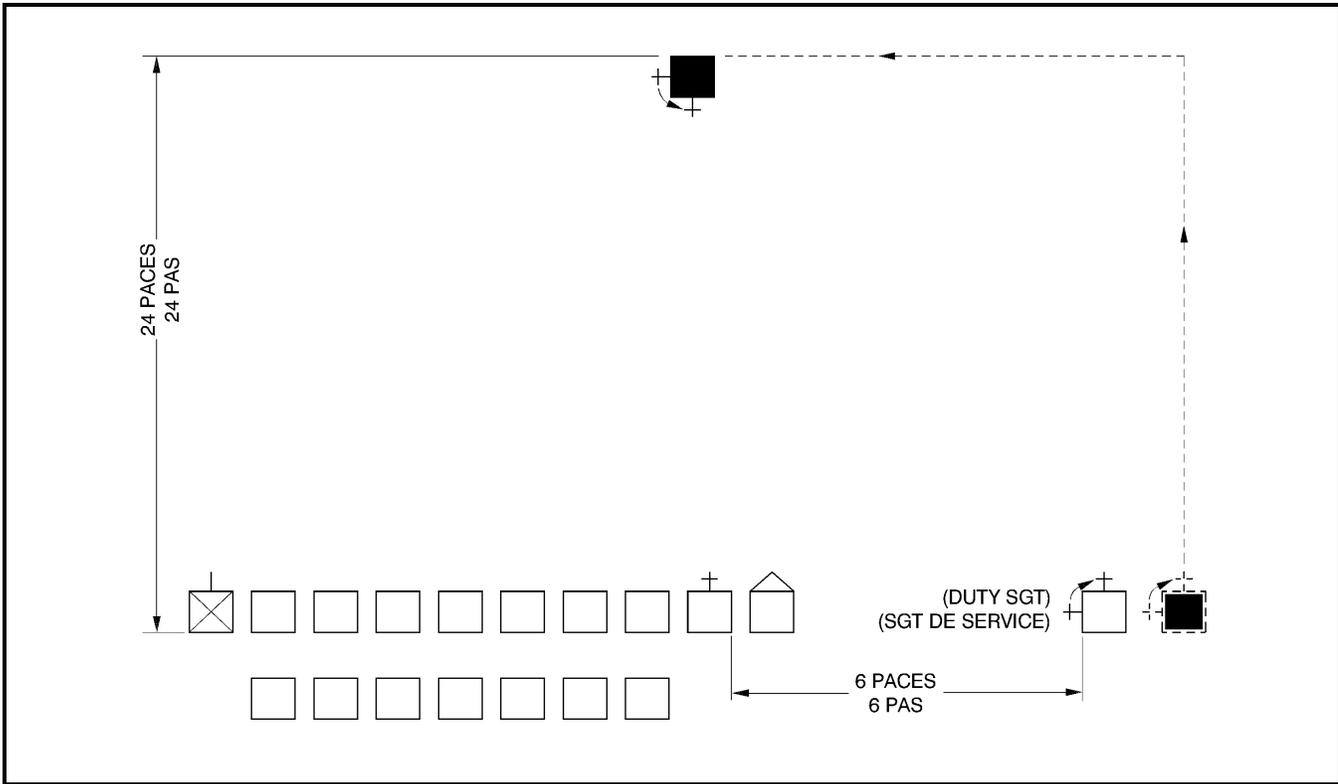 24 PACES
24 PAS
(DUTY SGT)
(SGT DE SERVICE)
6 PACES
6 PAS